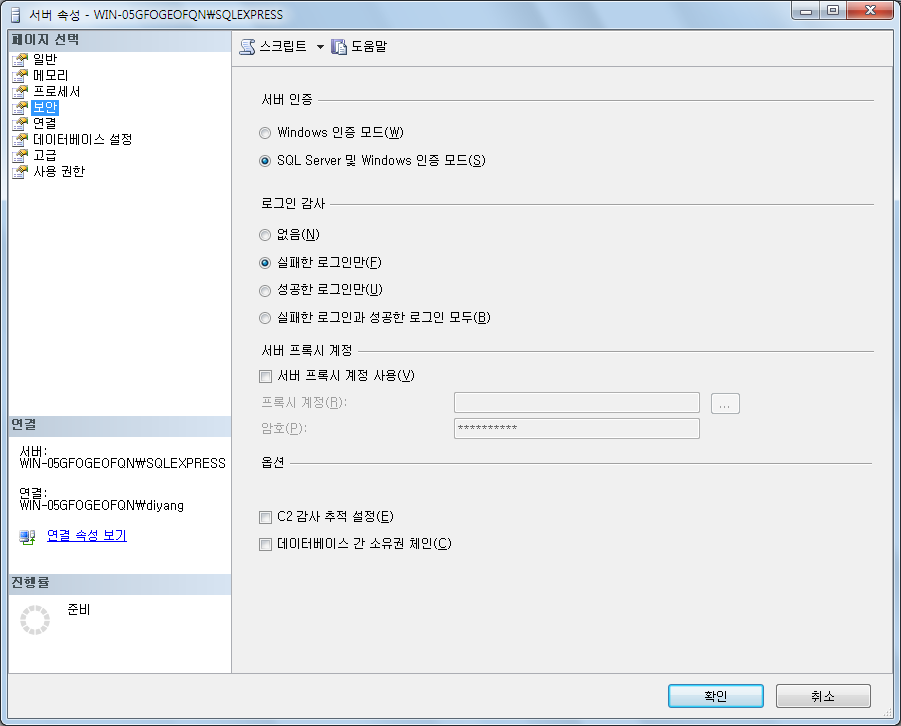 서버 속성 - WIN-05GFOGEOFQN₩SQLEXPRESS
페이지 선택
일반
메모리
프로세서
보안
연결
데이터베이스 설정
고급
사용 권한
연결
서버:
WIN-05GFOGEOFQN₩SQLEXPRESS
연결:
WIN-05GFOGEOFQN₩diyang
연결 속성 보기
진행률
준비
스크립트 도움말
서버 인증
Windows 인증 모드(W)
SQL Server 및 Windows 인증 모드(S)
로그인 감사
없음(N)
실패한 로그인만(F)
성공한 로그인만(U)
실패한 로그인과 성공한 로그인 모두(B)
서버 프록시 계정
서버 프록시 계정 사용(V)
프록시 계정(R): ...
암호(P): **********
옵션
C2 감사 추적 설정(E)
데이터베이스 간 소유권 체인(C)
확인 취소